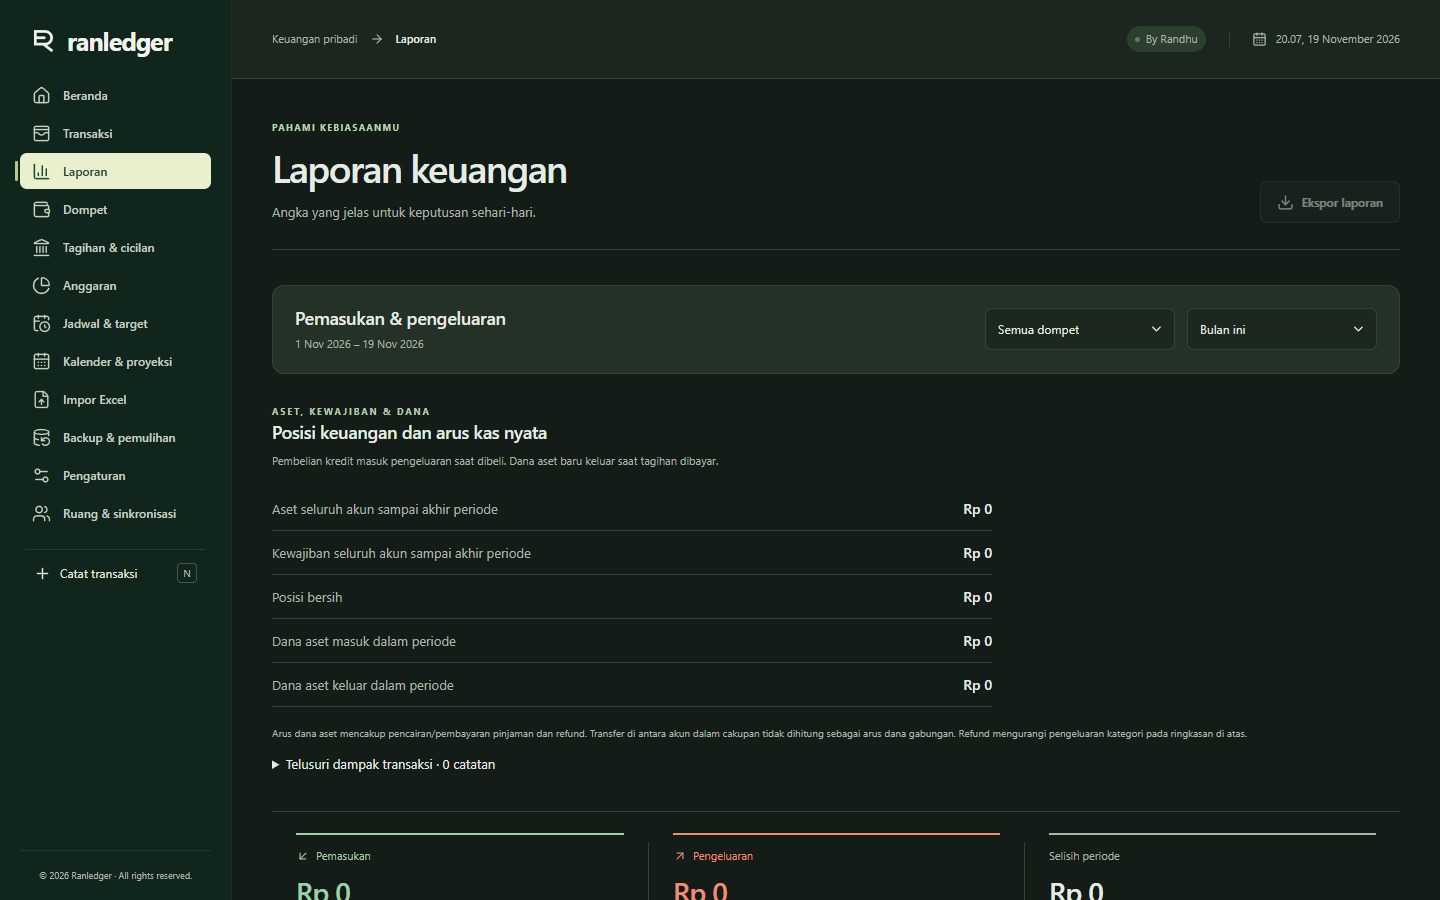 ranledger
Beranda
Transaksi
Laporan
Dompet
Tagihan & cicilan
Anggaran
Jadwal & target
Kalender & proyeksi
Impor Excel
Backup & pemulihan
Pengaturan
Ruang & sinkronisasi
Catat transaksi N
© 2026 Ranledger · All rights reserved.
Keuangan pribadi → Laporan
By Randhu
20.07, 19 November 2026
PAHAMI KEBIASAANMU
Laporan keuangan
Angka yang jelas untuk keputusan sehari-hari.
Ekspor laporan
Pemasukan & pengeluaran
1 Nov 2026 – 19 Nov 2026
Semua dompet
Bulan ini
ASET, KEWAJIBAN & DANA
Posisi keuangan dan arus kas nyata
Pembelian kredit masuk pengeluaran saat dibeli. Dana aset baru keluar saat tagihan dibayar.
Aset seluruh akun sampai akhir periode Rp 0
Kewajiban seluruh akun sampai akhir periode Rp 0
Posisi bersih Rp 0
Dana aset masuk dalam periode Rp 0
Dana aset keluar dalam periode Rp 0
Arus dana aset mencakup pencairan/pembayaran pinjaman dan refund. Transfer di antara akun dalam cakupan tidak dihitung sebagai arus dana gabungan. Refund mengurangi pengeluaran kategori pada ringkasan di atas.
Telusuri dampak transaksi · 0 catatan
Pemasukan
Rp 0
Pengeluaran
Rp 0
Selisih periode
Rp 0